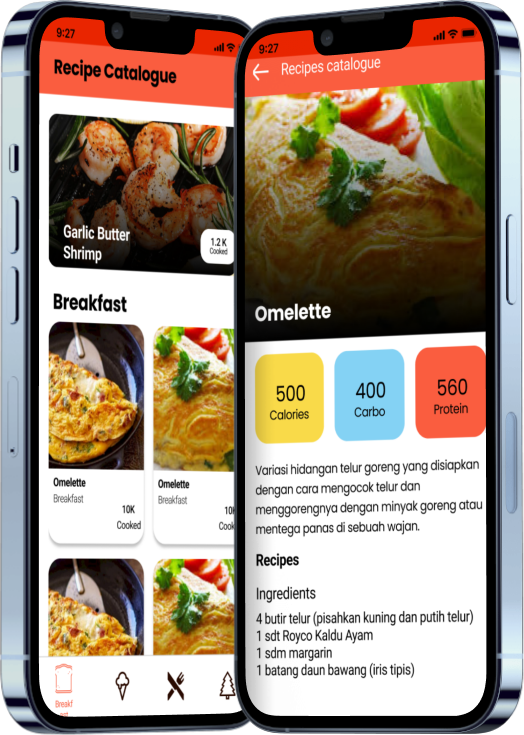 9:27
Recipe Catalogue
Garlic Butter
Shrimp
1.2 K
Cooked
Breakfast
Omelette
Breakfast
10K
Cooked
Omelette
Breakfast
Cooke
Breakf
9:27
Recipes catalogue
Omelette
500
Calories
400
Carbo
560
Protein
Variasi hidangan telur goreng yang disiapkan
dengan cara mengocok telur dan
menggorengnya dengan minyak goreng atau
mentega panas di sebuah wajan.
Recipes
Ingredients
4 butir telur (pisahkan kuning dan putih telur)
1 sdt Royco Kaldu Ayam
1 sdm margarin
1 batang daun bawang (iris tipis)